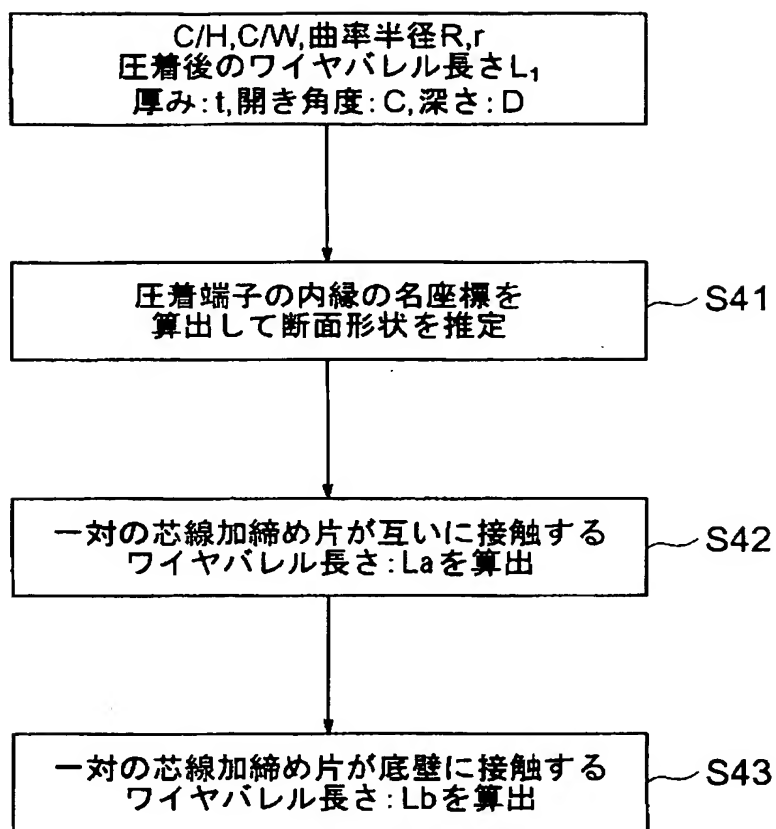 C/H,C/W,曲率半径R,r
圧着後のワイヤバレル長さL₁
厚み:t,開き角度:C,深さ:D
圧着端子の内縁の名座標を
算出して断面形状を推定
S41
一対の芯線加締め片が互いに接触する
ワイヤバレル長さ:Laを算出
S42
一対の芯線加締め片が底壁に接触する
ワイヤバレル長さ:Lbを算出
S43